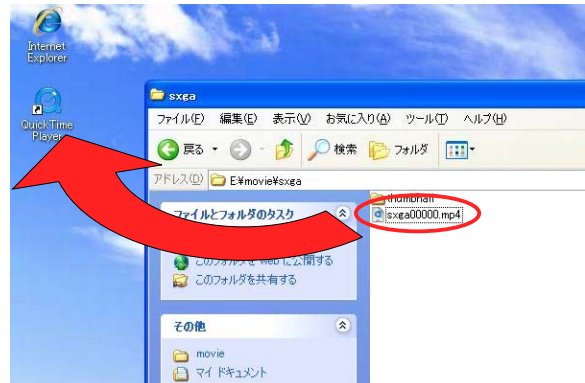 Internet
Explorer
QuickTime
Player
sxga
ファイル(F) 編集(E) 表示(V) お気に入り(A) ツール(T) ヘルプ(H)
戻る 検索 フォルダ
アドレス(D) E:¥movie¥sxga
thumbnail
sxga00000.mp4
ファイルとフォルダのタスク
このフォルダを Web に公開する
このフォルダを共有する
その他
movie
マイ ドキュメント